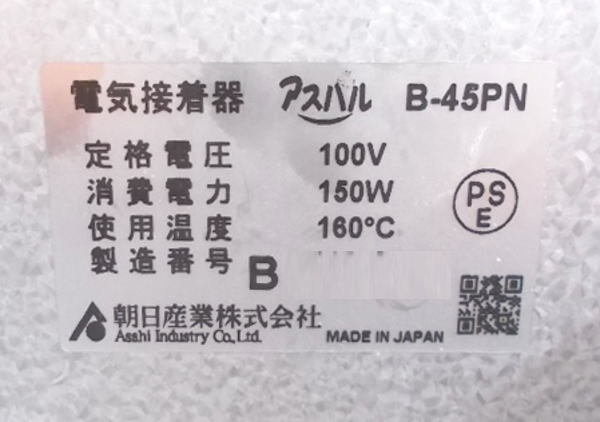 電気接着器 アスパル B-45PN
定格電圧 100V
消費電力 150W
使用温度 160°C
製造番号 B
PS
E
朝日産業株式会社
Asahi Industry Co.,Ltd.
MADE IN JAPAN